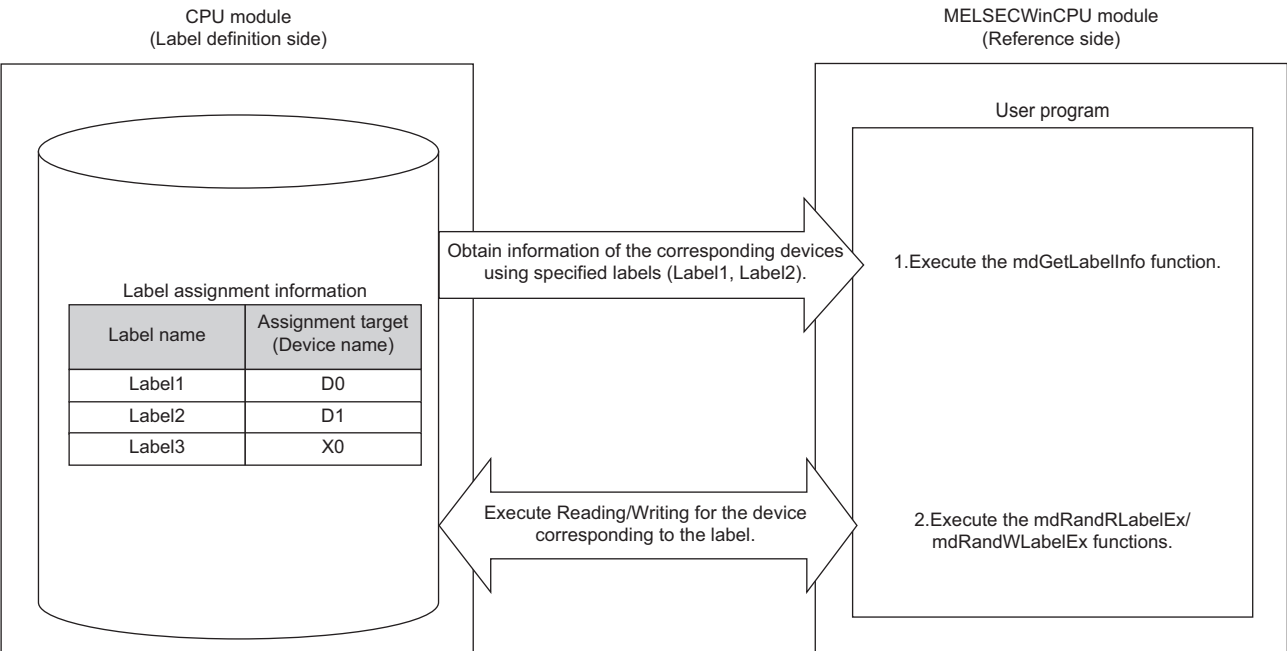 CPU module
(Label definition side)
MELSECWinCPU module
(Reference side)
User program
Obtain information of the corresponding devices
using specified labels (Label1, Label2).
1.Execute the mdGetLabelInfo function.
Label assignment information
Label name
Assignment target
(Device name)
Label1 D0
Label2 D1
Label3 X0
Execute Reading/Writing for the device
corresponding to the label.
2.Execute the mdRandRLabelEx/
mdRandWLabelEx functions.